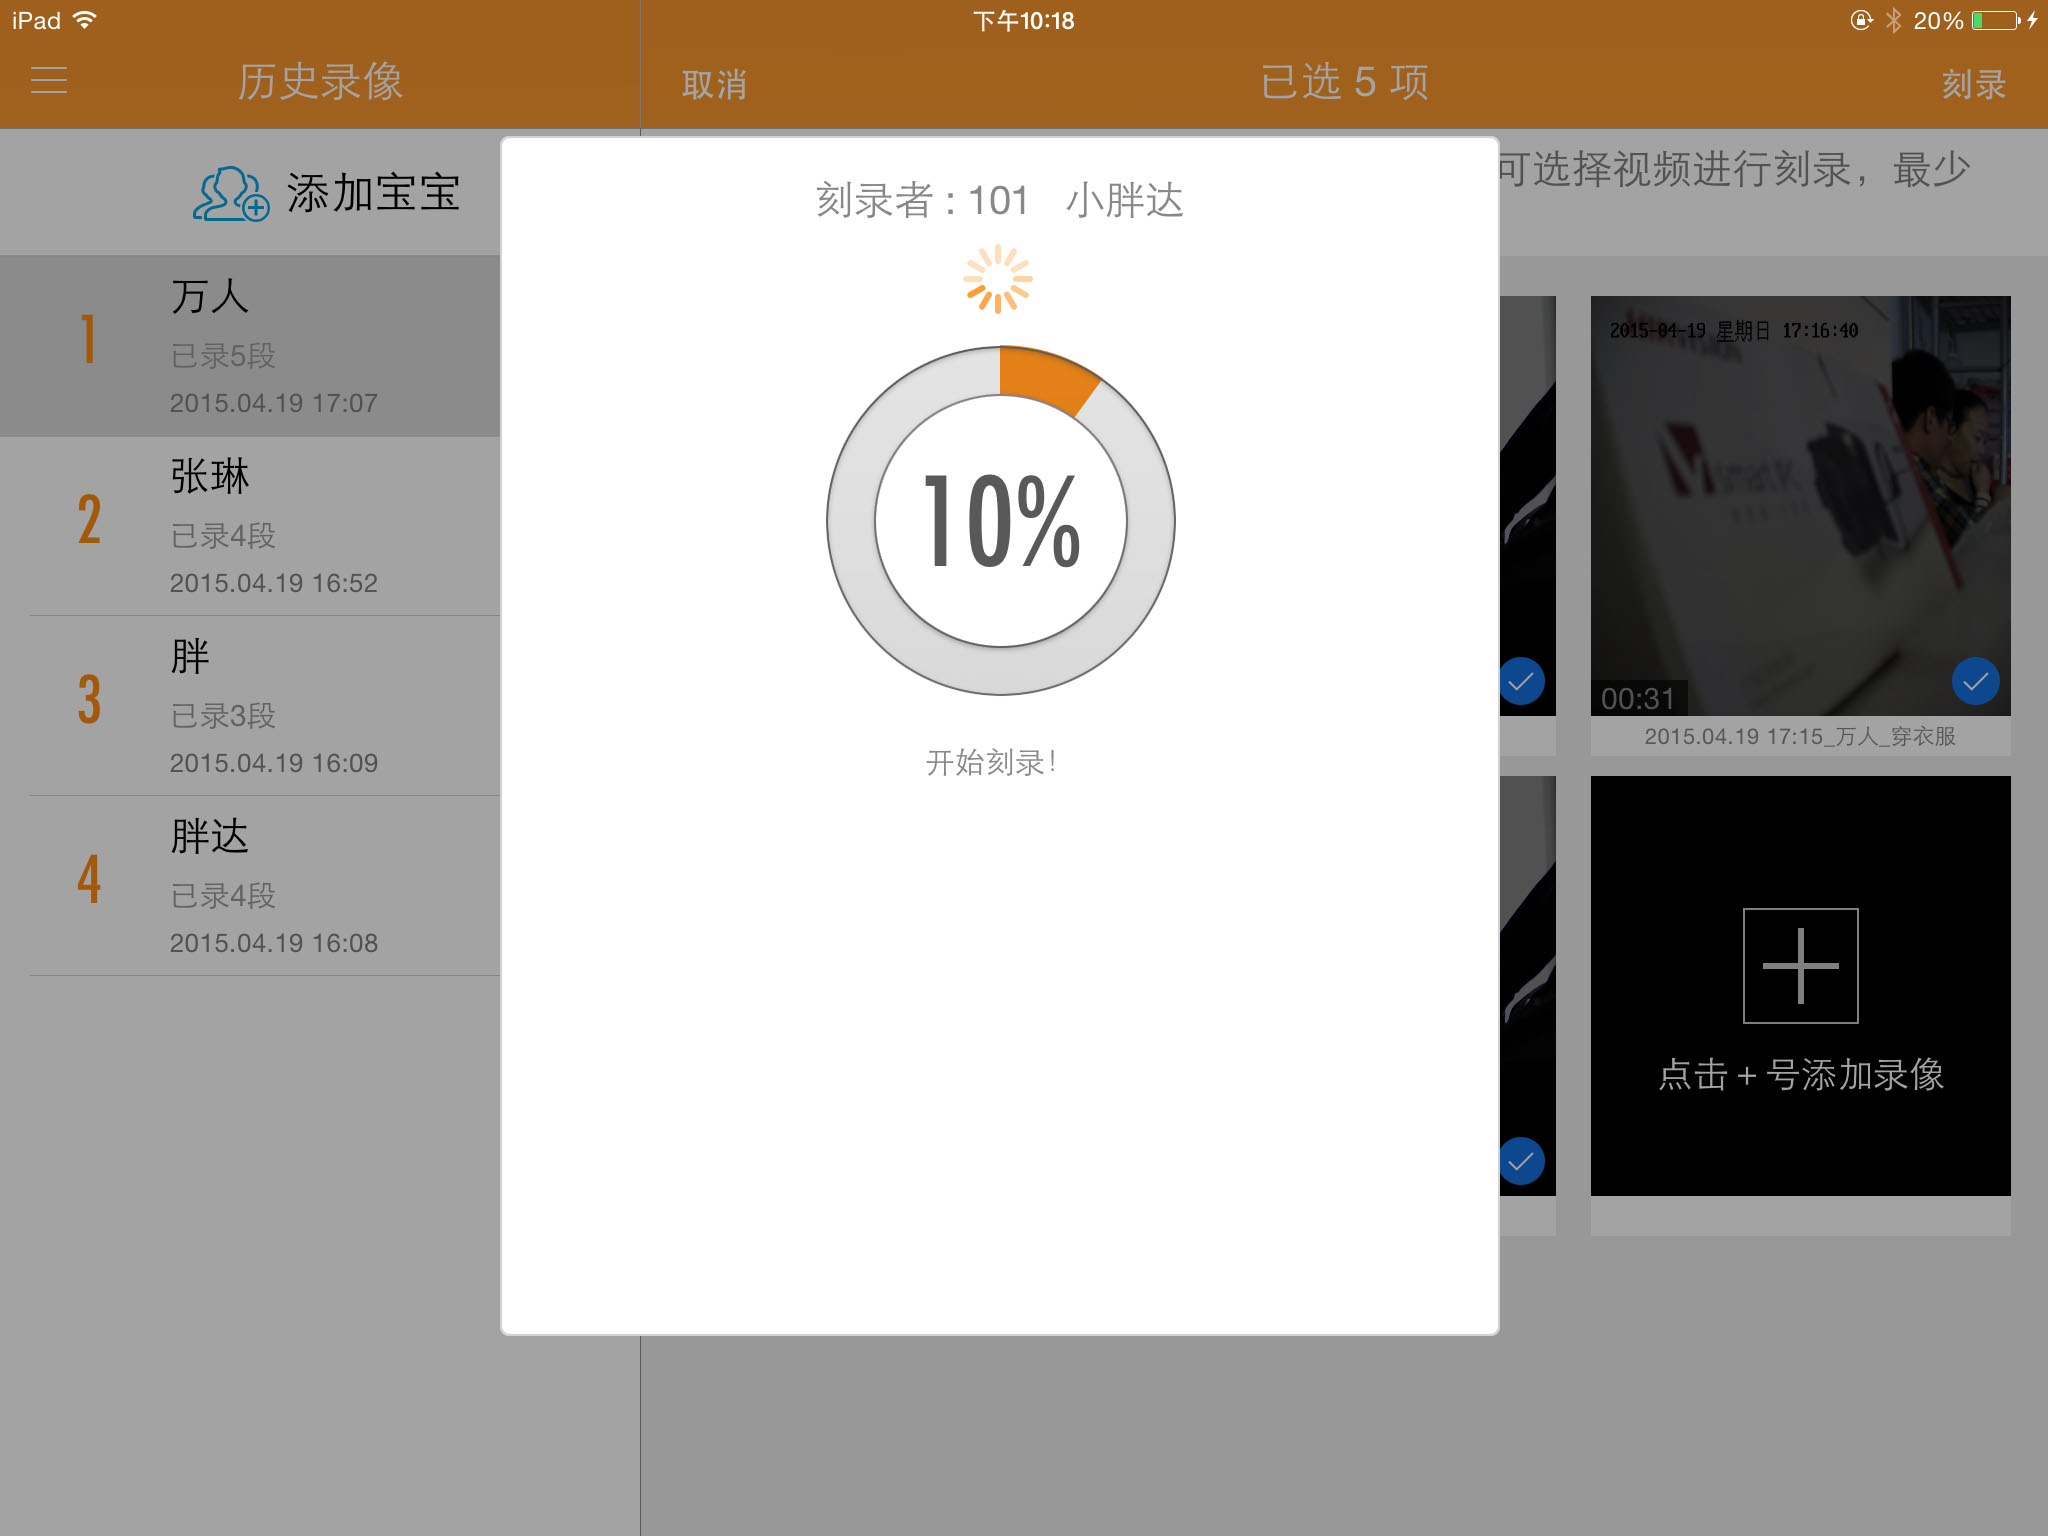 iPad
下午10:18
20%
历史录像
取消
已选 5 项
刻录
添加宝宝
可选择视频进行刻录，最少
1
万人
已录5段
2015.04.19 17:07
2
张琳
已录4段
2015.04.19 16:52
3
胖
已录3段
2015.04.19 16:09
4
胖达
已录4段
2015.04.19 16:08
刻录者 : 101 小胖达
10%
开始刻录！
2015-04-19 星期日 17:16:40
00:31
2015.04.19 17:15_万人_穿衣服
点击 + 号添加录像